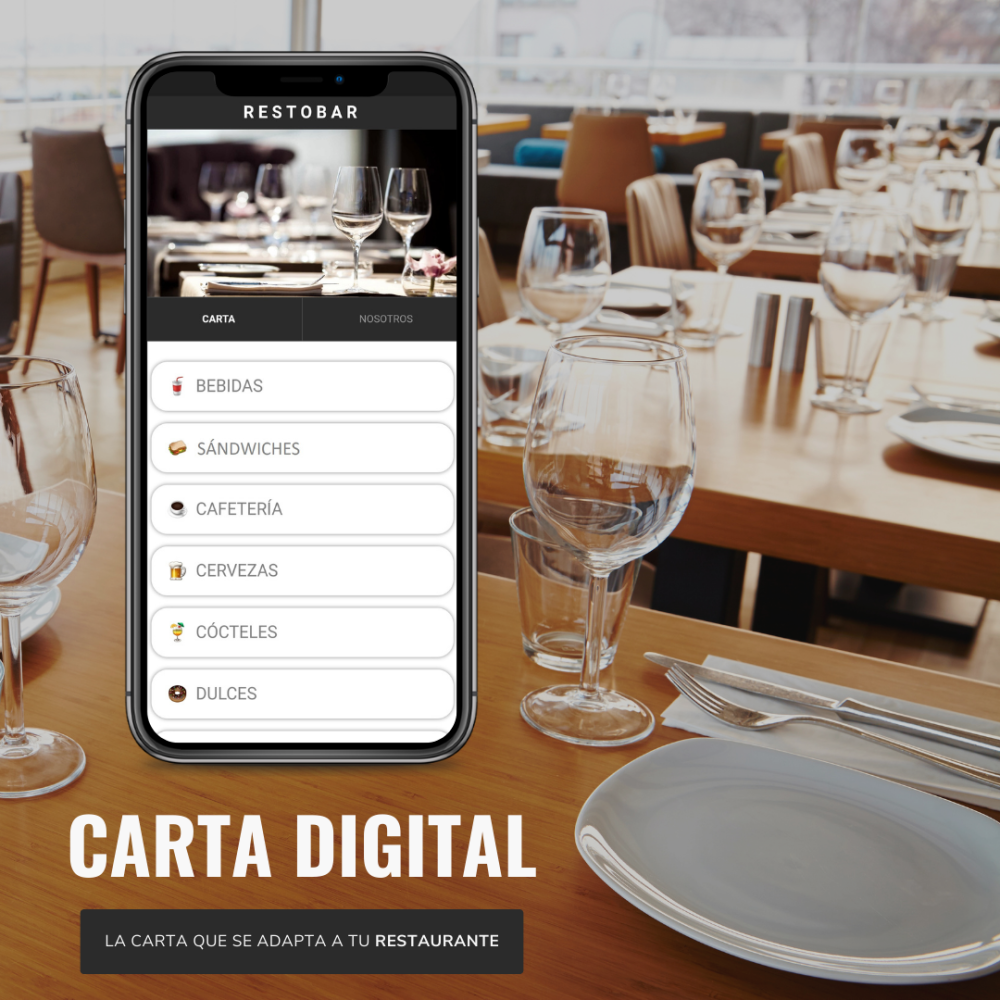 RESTOBAR
CARTA
NOSOTROS
BEBIDAS
SÁNDWICHES
CAFETERÍA
CERVEZAS
CÓCTELES
DULCES
CARTA DIGITAL
LA CARTA QUE SE ADAPTA A TU RESTAURANTE